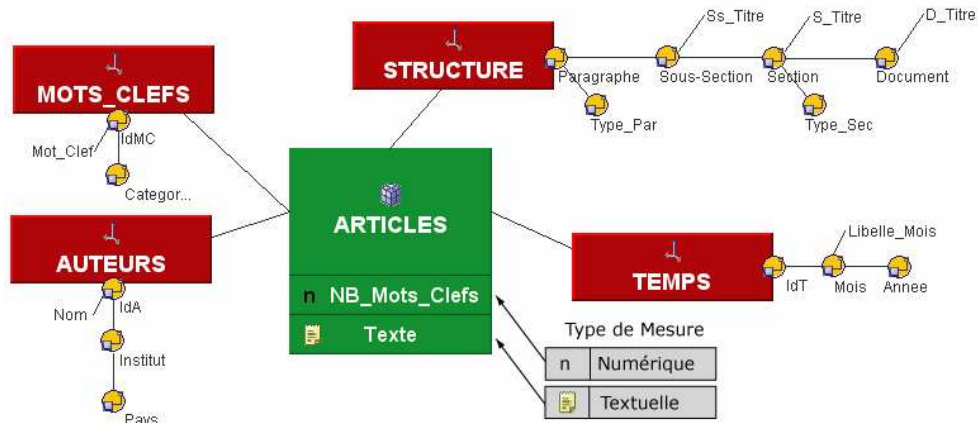 Ss_Titre
S_Titre
D_Titre
STRUCTURE
Paragraphe
Sous-Section
Section
Document
Type_Par
Type_Sec
MOTS_CLEFS
Mot_Clef
IdMC
Categor...
ARTICLES
n NB_Mots_Clefs
Texte
AUTEURS
Nom
IdA
Institut
Pays
TEMPS
Libelle_Mois
IdT
Mois
Annee
Type de Mesure
n Numérique
Textuelle